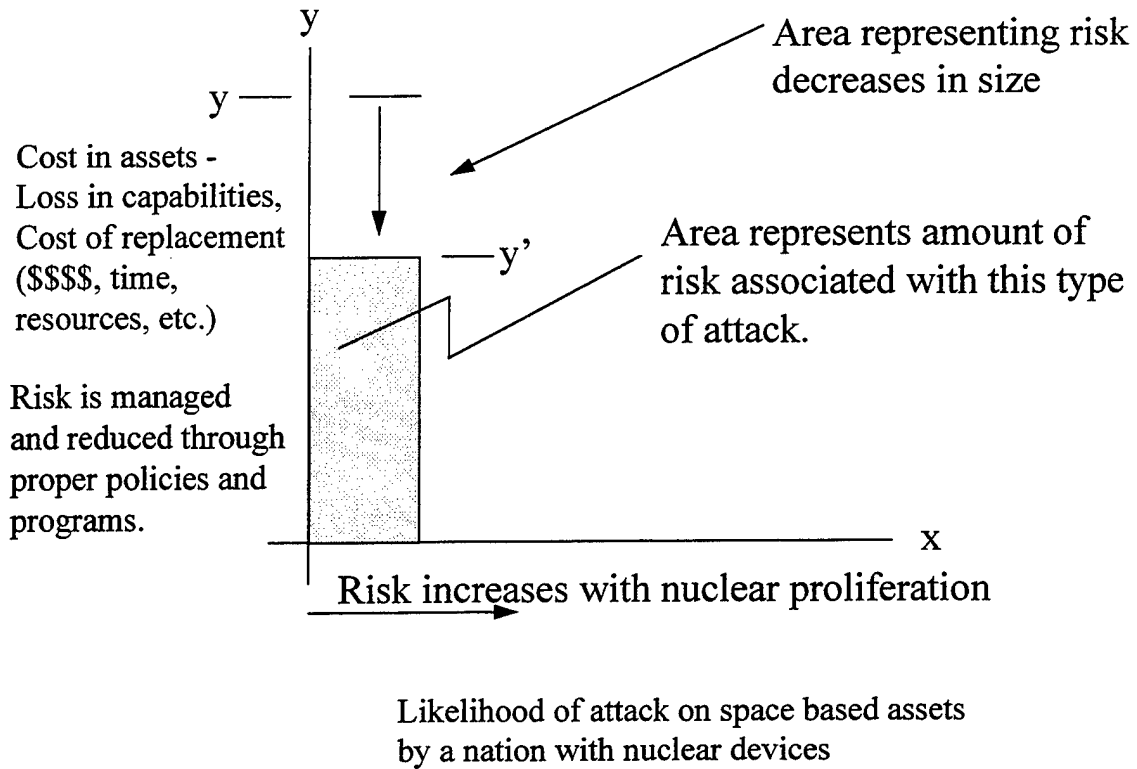 y
Area representing risk
decreases in size
y
Cost in assets -
Loss in capabilities,
Cost of replacement
($$$$, time,
resources, etc.)
y’
Area represents amount of
risk associated with this type
of attack.
Risk is managed
and reduced through
proper policies and
programs.
x
Risk increases with nuclear proliferation
Likelihood of attack on space based assets
by a nation with nuclear devices